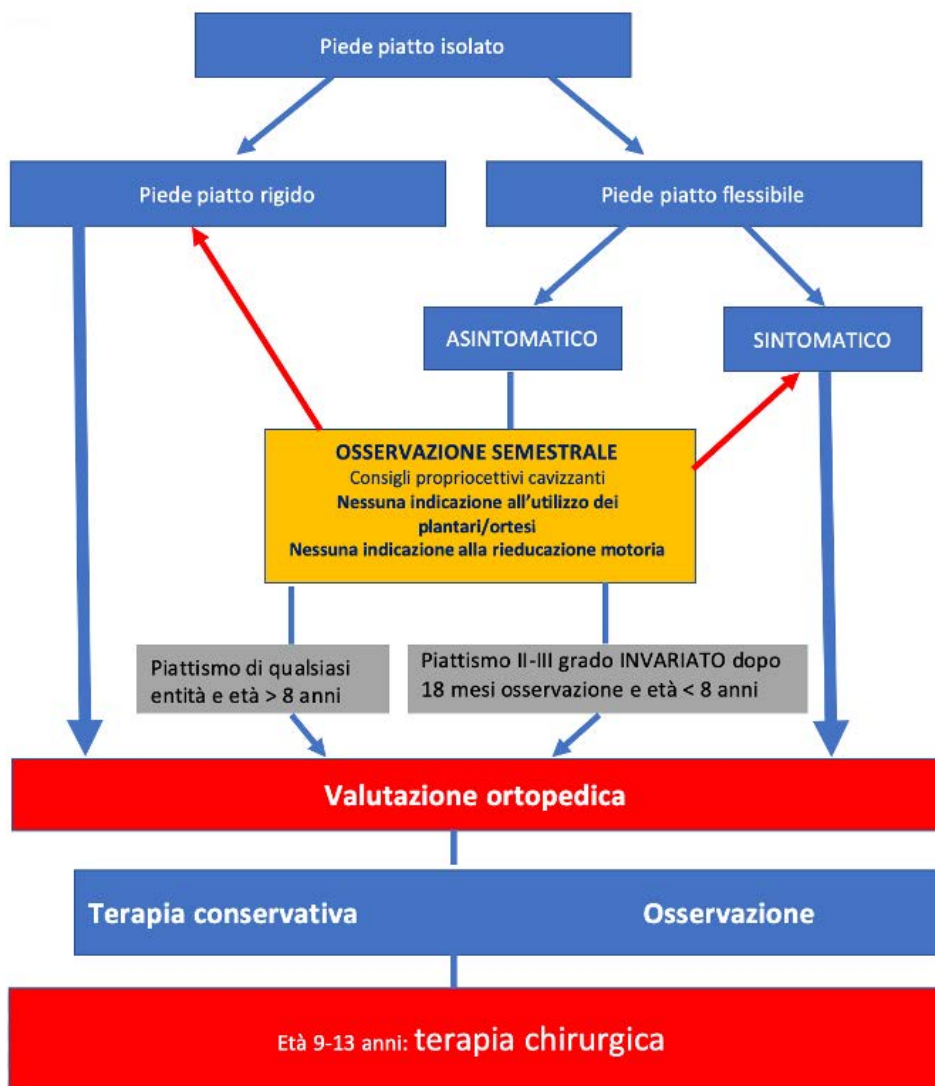 Piede piatto isolato
Piede piatto rigido
Piede piatto flessibile
ASINTOMATICO
SINTOMATICO
OSSERVAZIONE SEMESTRALE
Consigli propriocettivi cavizzanti
Nessuna indicazione all'utilizzo dei
plantari/ortesi
Nessuna indicazione alla rieducazione motoria
Piattismo di qualsiasi
entità e età > 8 anni
Piattismo II-III grado INVARIATO dopo
18 mesi osservazione e età < 8 anni
Valutazione ortopedica
Terapia conservativa
Osservazione
Età 9-13 anni: terapia chirurgica